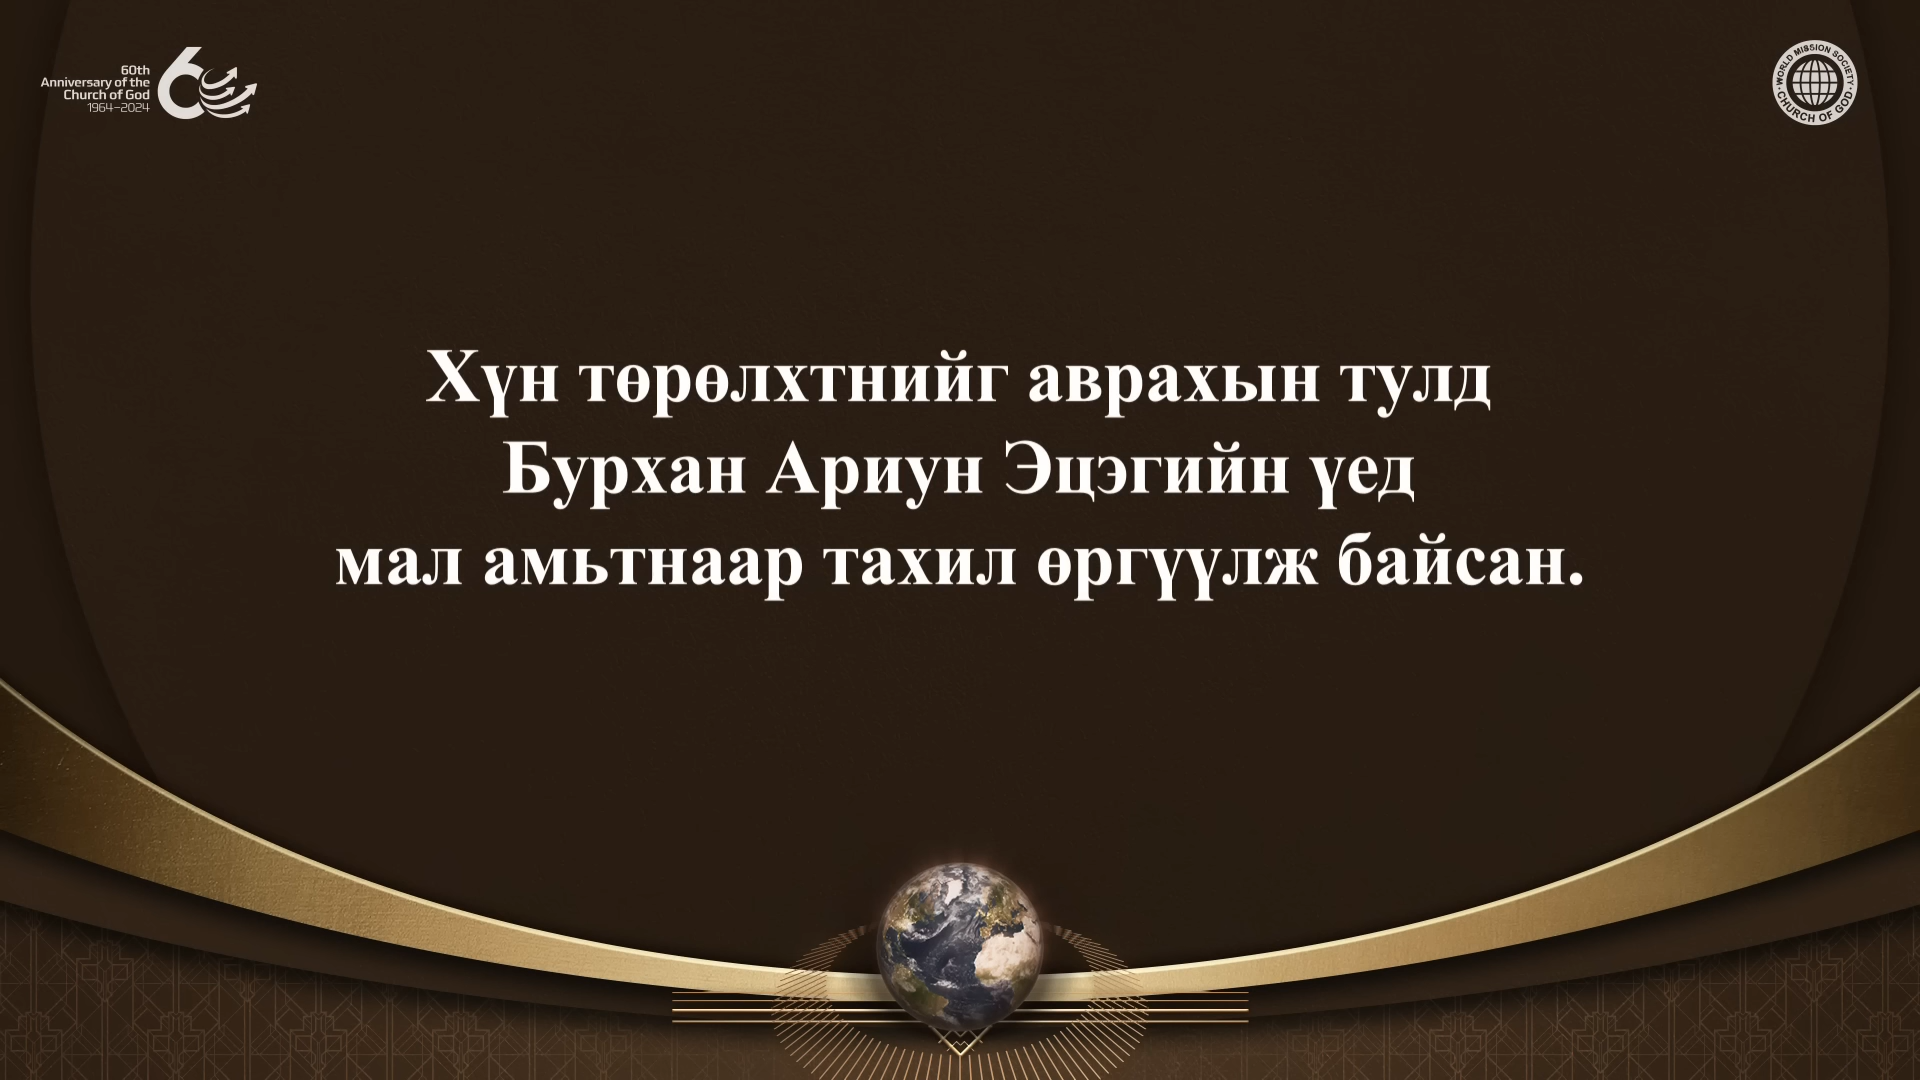 60th
Anniversary of the
Church of God
1964–2024
WORLD MISSION SOCIETY
CHURCH OF GOD
Хүн төрөлхтнийг аврахын тулд
Бурхан Ариун Эцэгийн үед
мал амьтнаар тахил өргүүлж байсан.